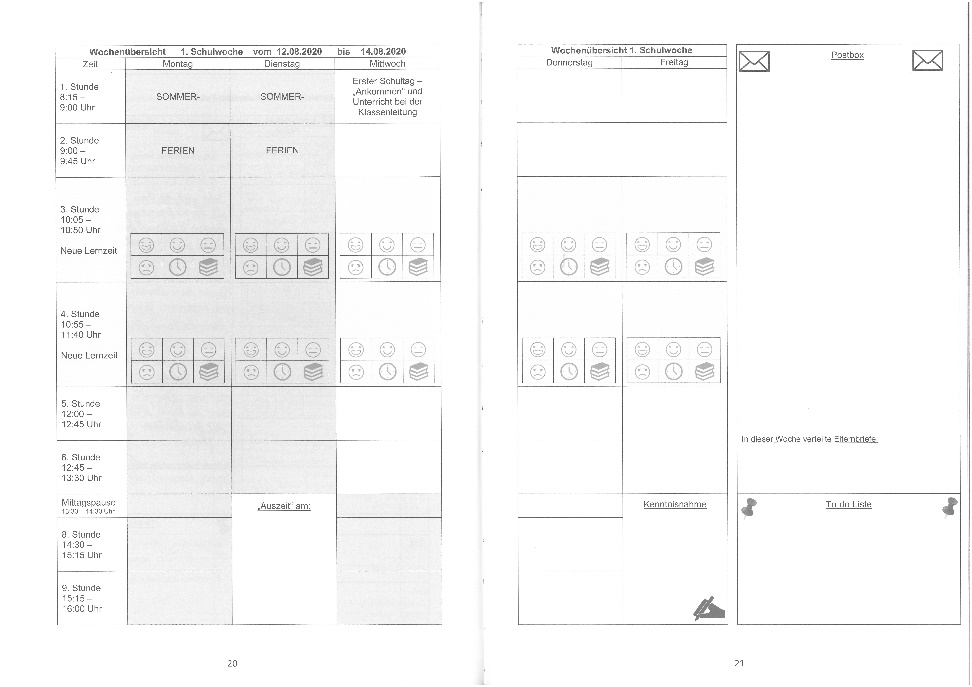 Wochenübersicht 1. Schulwoche vom 12.08.2020 bis 14.08.2020
Zeit Montag Dienstag Mittwoch
1. Stunde
8:15 –
9:00 Uhr
SOMMER-
SOMMER-
Erster Schultag –
„Ankommen“ und
Unterricht bei der
Klassenleitung
2. Stunde
9:00 –
9:45 Uhr
FERIEN
FERIEN
3. Stunde
10:05 –
10:50 Uhr
Neue Lernzeit
4. Stunde
10:55 –
11:40 Uhr
Neue Lernzeit
5. Stunde
12:00 –
12:45 Uhr
6. Stunde
12:45 –
13:30 Uhr
Mittagspause
13:30 – 14:30 Uhr
„Auszeit“ am:
8. Stunde
14:30 –
15:15 Uhr
9. Stunde
15:15 –
16:00 Uhr
20
Wochenübersicht 1. Schulwoche
Donnerstag Freitag
Kenntnisnahme
Postbox
In dieser Woche verteilte Elternbriefe:
To do Liste
21